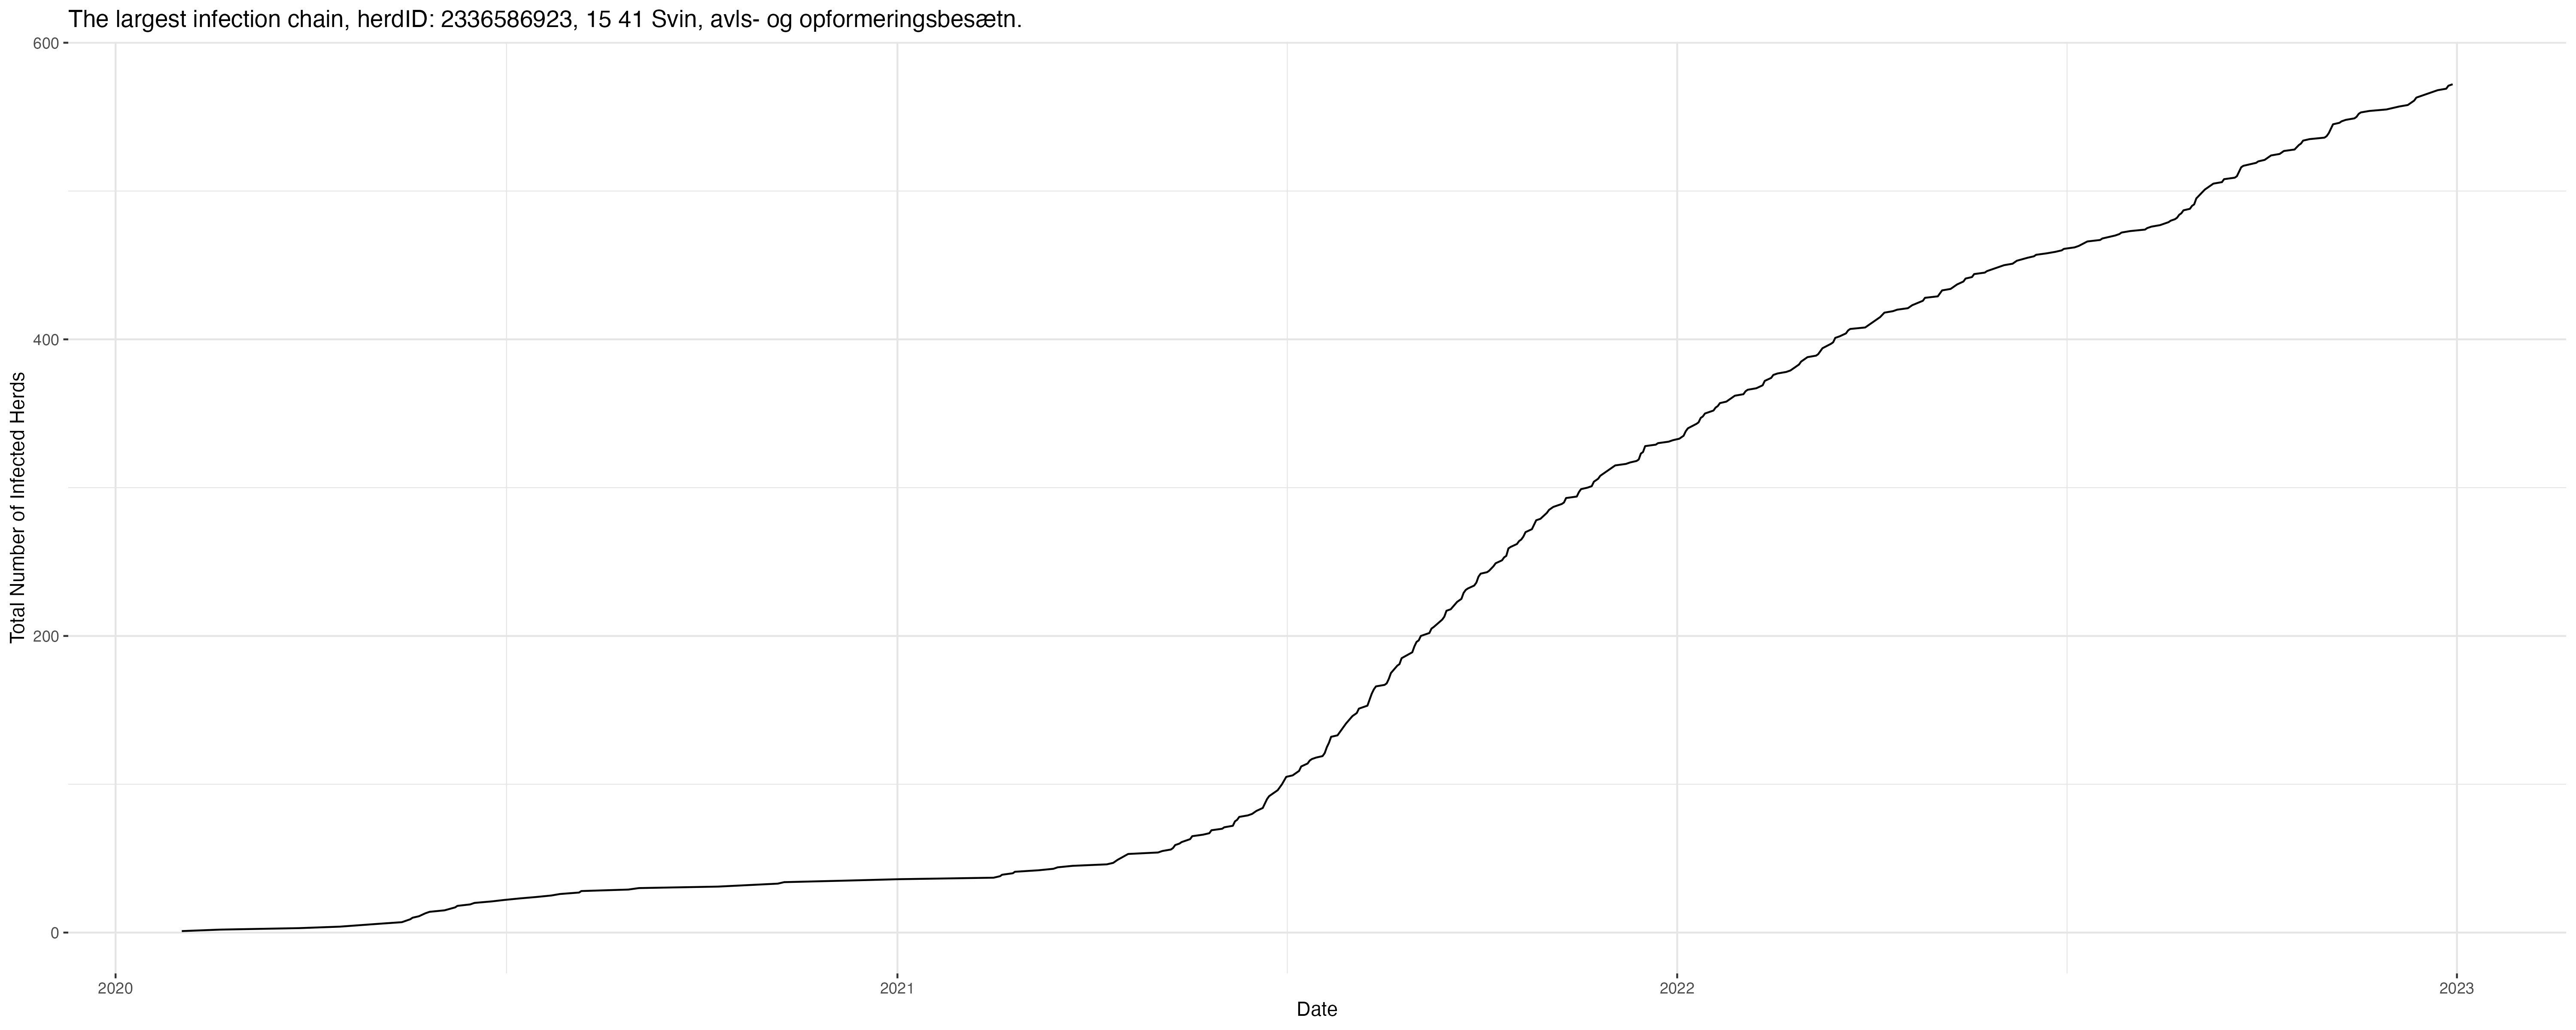 The largest infection chain, herdID: 2336586923, 15 41 Svin, avls- og opformeringsbesætn.
Total Number of Infected Herds
600
400
200
0
2020
2021
2022
2023
Date